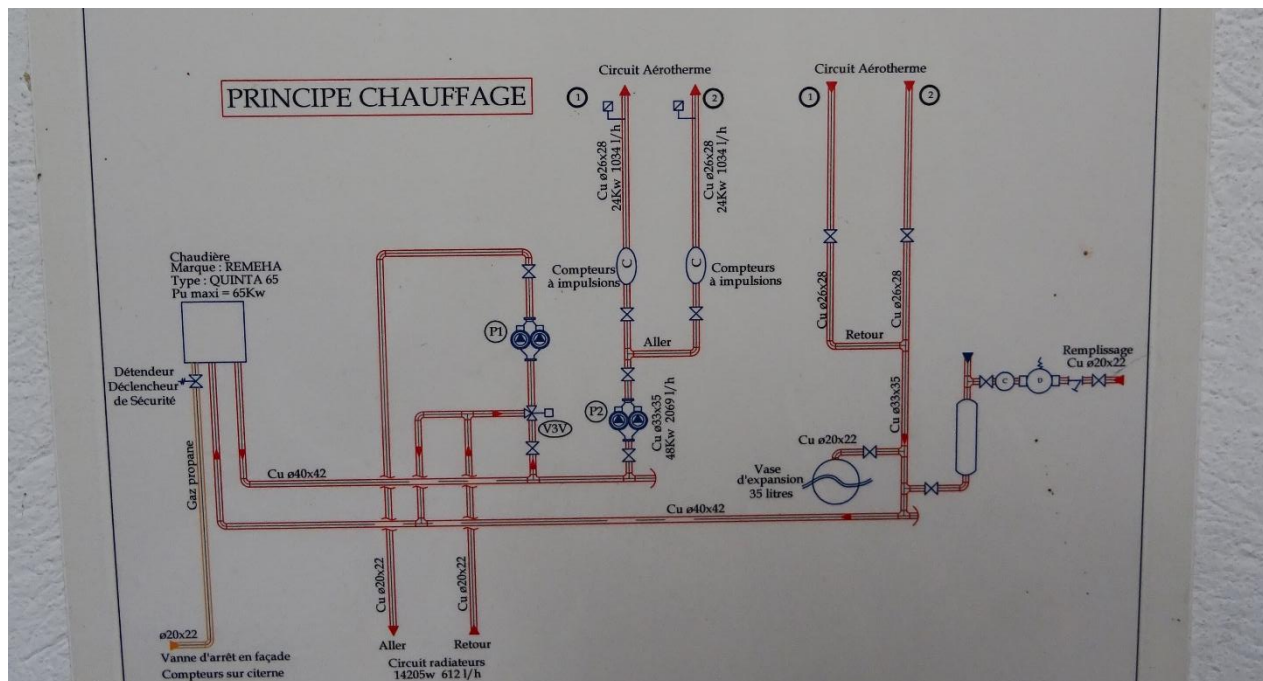 PRINCIPE CHAUFFAGE
Circuit Aérotherme
1
2
Cu ø26x28
24Kw 1034 l/h
Cu ø26x28
24Kw 1034 l/h
Circuit Aérotherme
1
2
Chaudière
Marque : REMEHA
Type : QUINTA 65
Pu maxi = 65Kw
C
Compteurs
à impulsions
C
Compteurs
à impulsions
Cu ø26x28
Cu ø26x28
P1
Aller
Retour
Remplissage
Cu ø20x22
C
D
Détendeur
Déclencheur
de Sécurité
V3V
P2
Cu ø33x35
48Kw 2069 l/h
Cu ø33x35
Cu ø20x22
Vase
d'expansion
35 litres
Gaz propane
Cu ø40x42
Cu ø40x42
Cu ø20x22
Cu ø20x22
ø20x22
Vanne d'arrêt en façade
Compteurs sur citerne
Aller
Retour
Circuit radiateurs
14205w 612 l/h